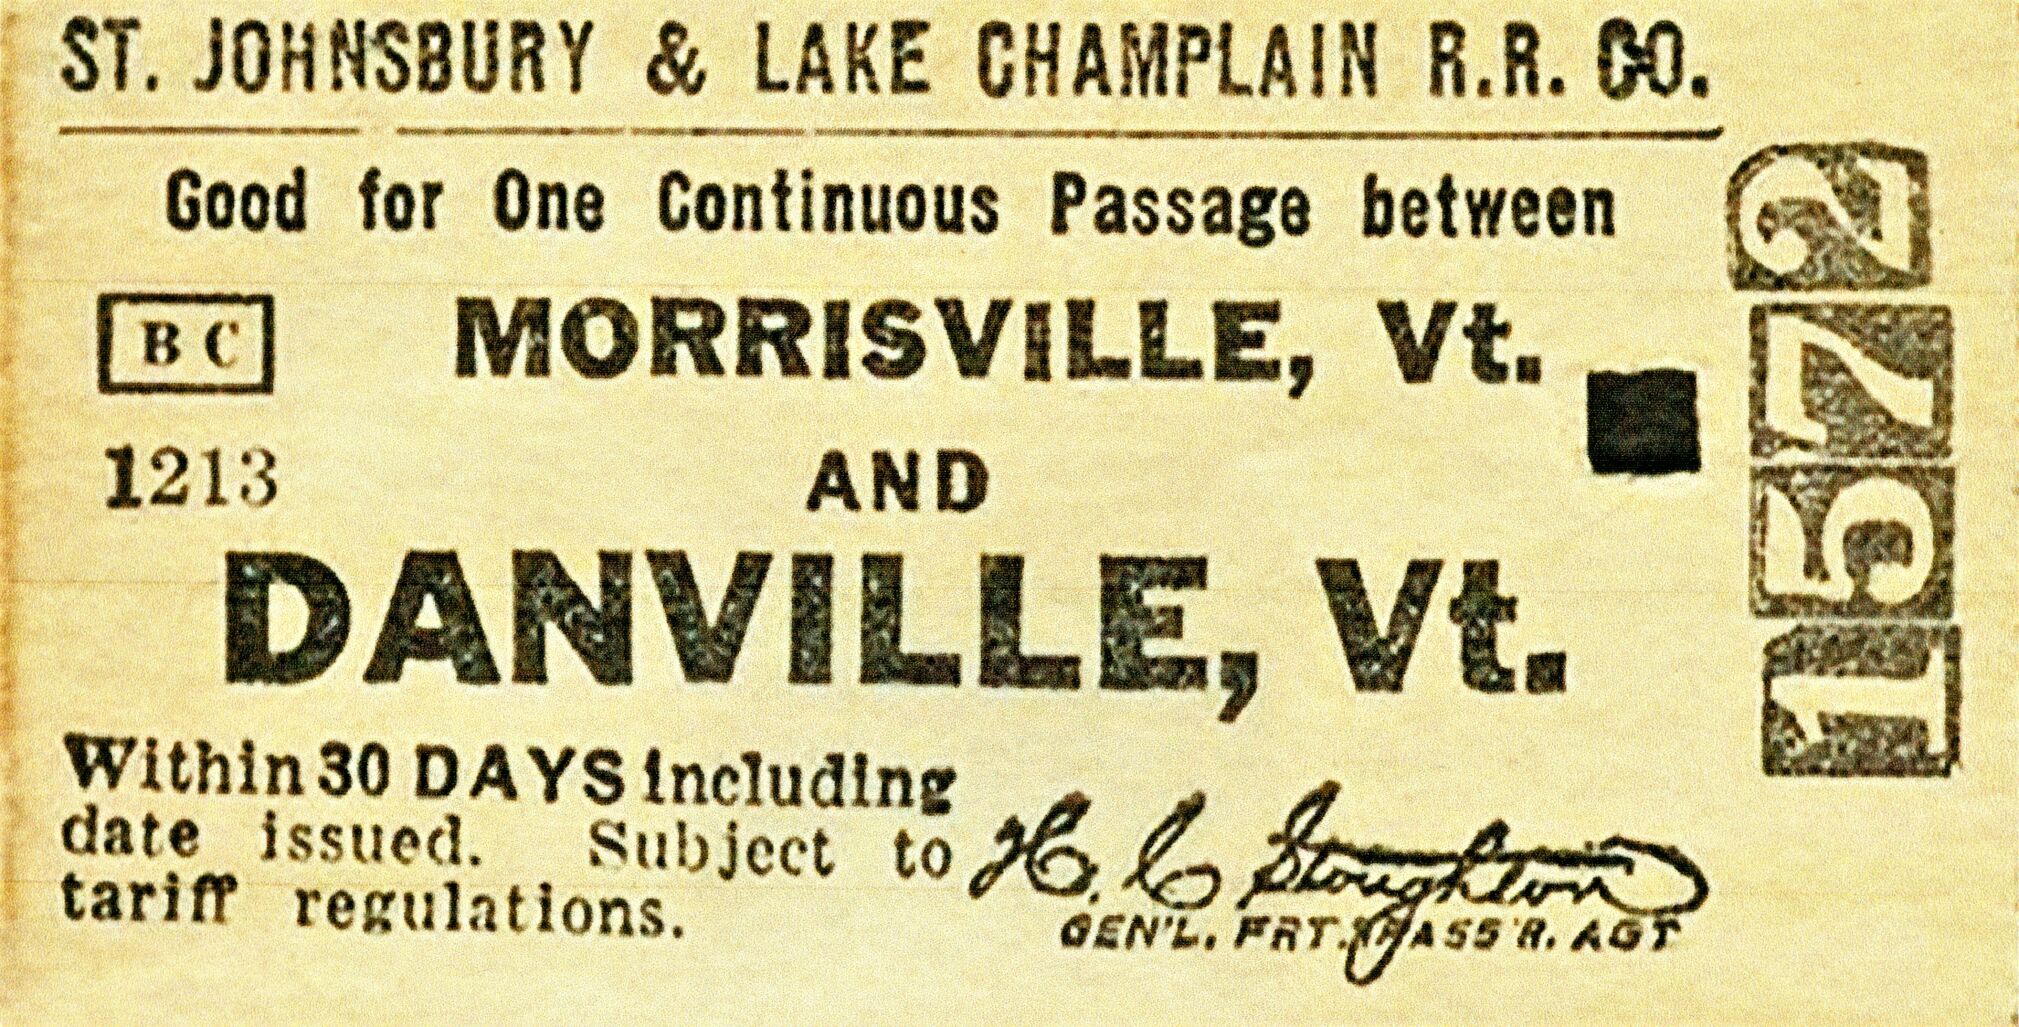 ST. JOHNSBURY & LAKE CHAMPLAIN R.R. CO.
Good for One Continuous Passage between
B C
MORRISVILLE, Vt.
1213
AND
DANVILLE, Vt.
Within 30 DAYS including
date issued. Subject to
tariff regulations.
H. C. Stoughton
GEN'L. FRT. & PASS'R. AGT
1572